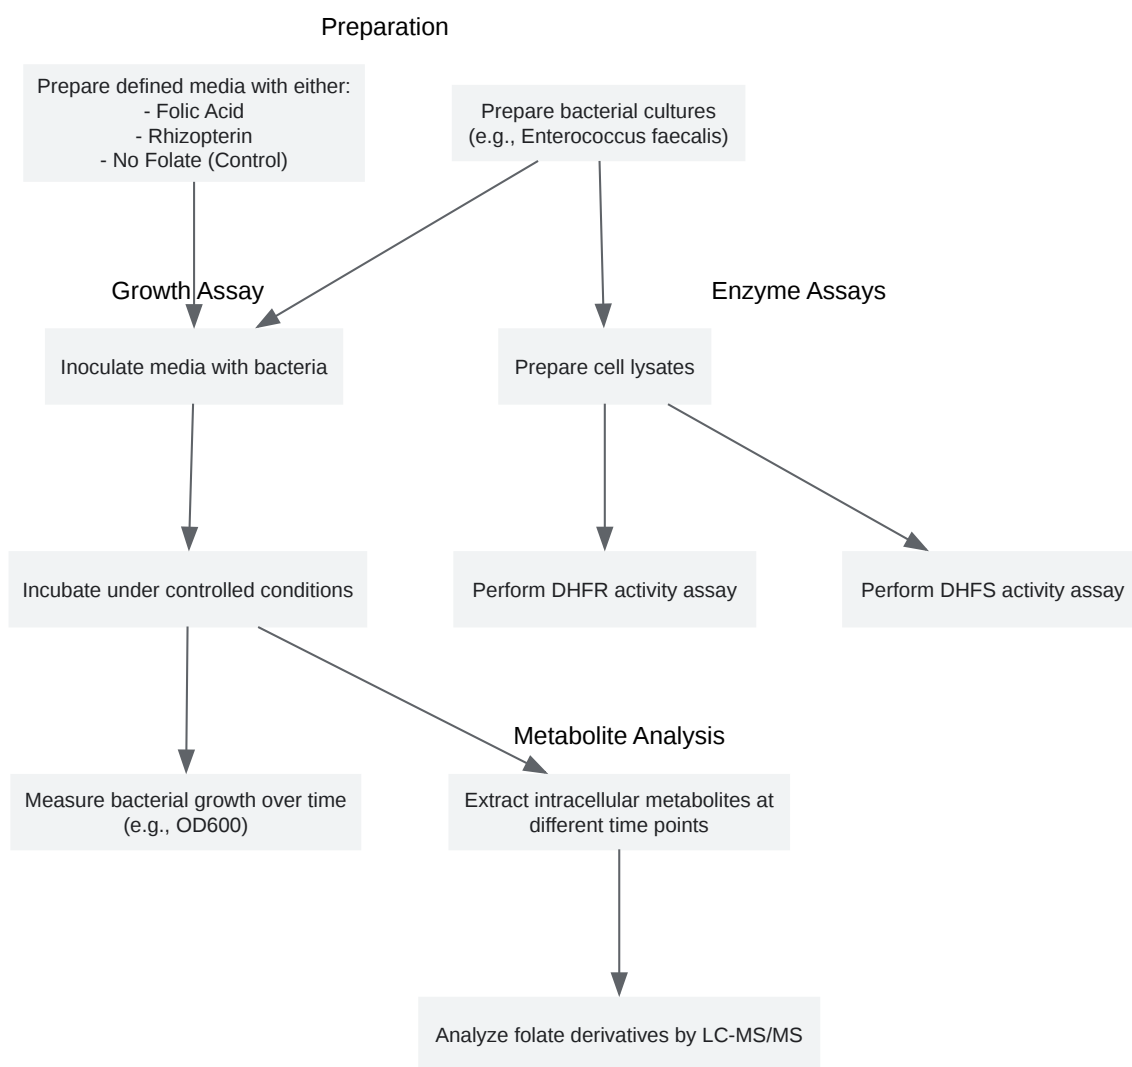 Preparation
Prepare defined media with either:
- Folic Acid
- Rhizopterin
- No Folate (Control)
Prepare bacterial cultures
(e.g., Enterococcus faecalis)
Growth Assay
Enzyme Assays
Inoculate media with bacteria
Prepare cell lysates
Incubate under controlled conditions
Perform DHFR activity assay
Perform DHFS activity assay
Metabolite Analysis
Measure bacterial growth over time
(e.g., OD600)
Extract intracellular metabolites at
different time points
Analyze folate derivatives by LC-MS/MS